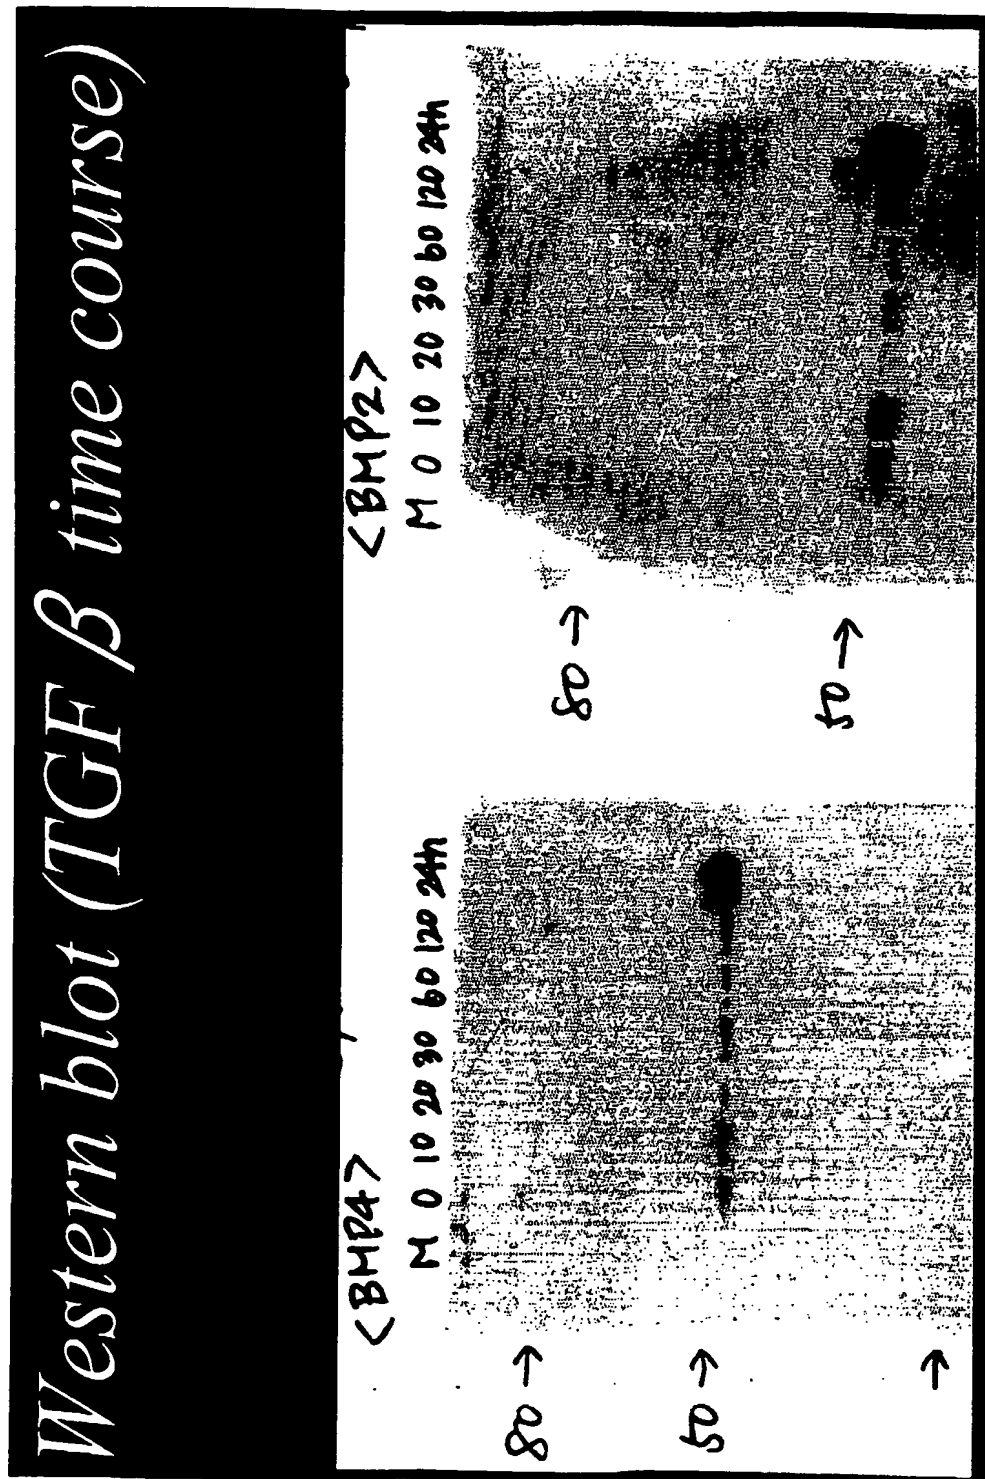 Western blot (TGF β time course)
<BMP4>
M 0 10 20 30 60 120 24h
80 →
50 →
→
<BMP2>
M 0 10 20 30 60 120 24h
80 →
50 →